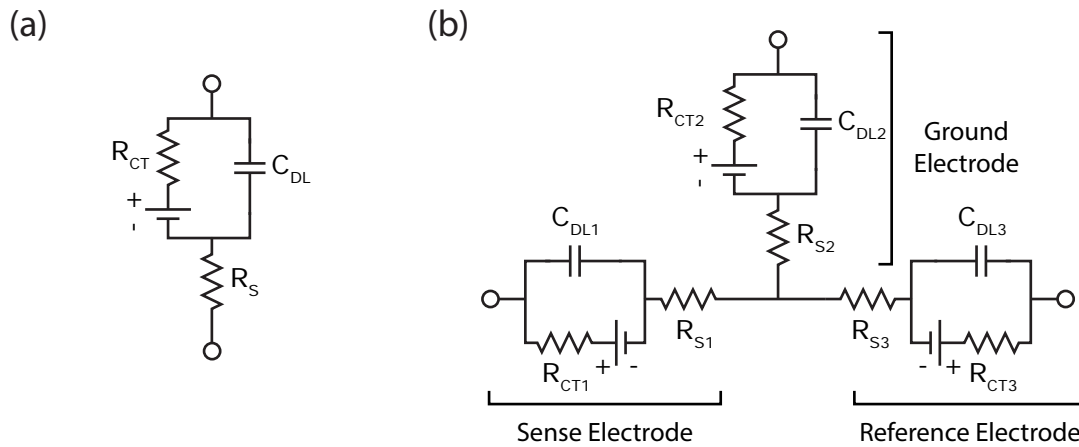 (a)
R_CT
C_DL
+
-
R_S
(b)
R_CT2
C_DL2
+
-
R_S2
Ground
Electrode
C_DL1
R_CT1
+
-
R_S1
Sense Electrode
C_DL3
R_S3
-
+
R_CT3
Reference Electrode